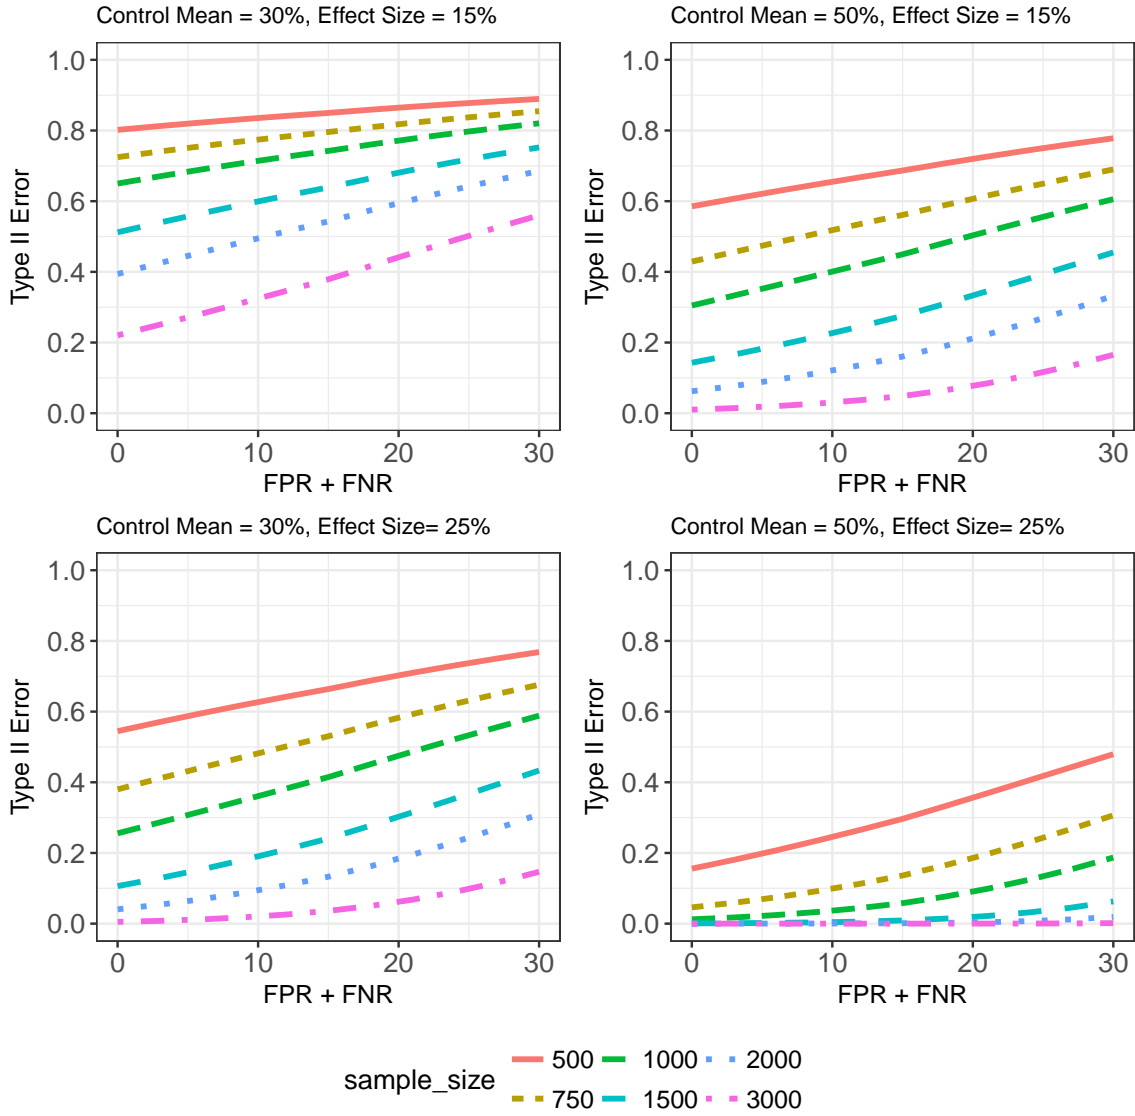 Control Mean = 30%, Effect Size = 15%
Type II Error
1.0
0.8
0.6
0.4
0.2
0.0
0 10 20 30
FPR + FNR
Control Mean = 50%, Effect Size = 15%
Type II Error
1.0
0.8
0.6
0.4
0.2
0.0
0 10 20 30
FPR + FNR
Control Mean = 30%, Effect Size= 25%
Type II Error
1.0
0.8
0.6
0.4
0.2
0.0
0 10 20 30
FPR + FNR
Control Mean = 50%, Effect Size= 25%
Type II Error
1.0
0.8
0.6
0.4
0.2
0.0
0 10 20 30
FPR + FNR
sample_size
500 1000 2000
750 1500 3000